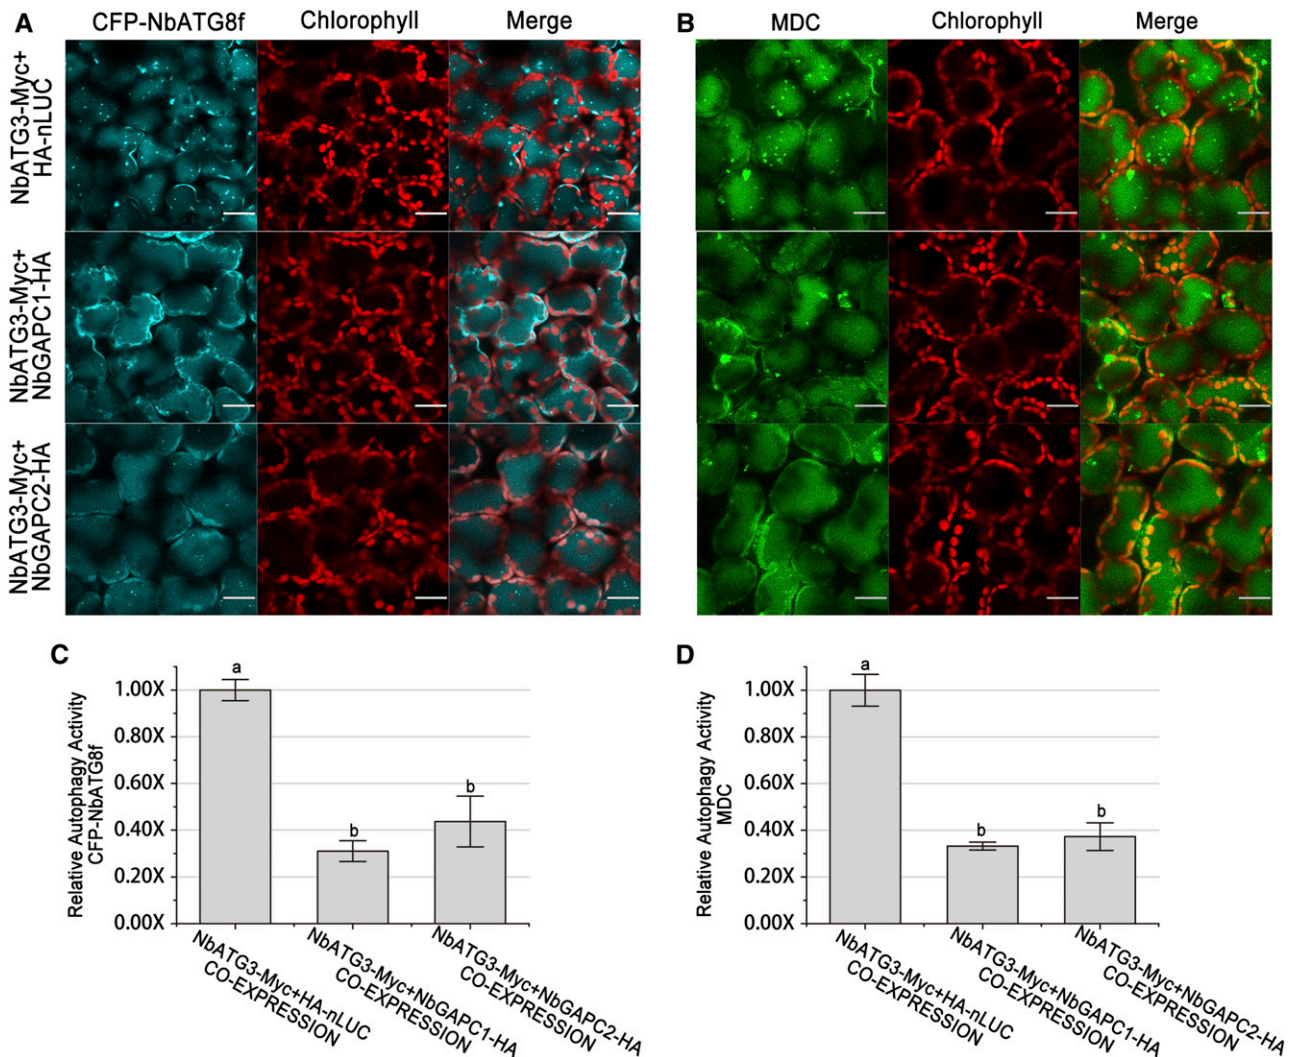 A
CFP-NbATG8f
Chlorophyll
Merge
NbATG3-Myc+
HA-nLUC
NbATG3-Myc+
NbGAPC1-HA
NbATG3-Myc+
NbGAPC2-HA
B
MDC
Chlorophyll
Merge
C
Relative Autophagy Activity
CFP-NbATG8f
1.00X
0.80X
0.60X
0.40X
0.20X
0.00X
a
b
b
NbATG3-Myc+HA-nLUC
CO-EXPRESSION
NbATG3-Myc+NbGAPC1-HA
CO-EXPRESSION
NbATG3-Myc+NbGAPC2-HA
CO-EXPRESSION
D
Relative Autophagy Activity
MDC
1.00X
0.80X
0.60X
0.40X
0.20X
0.00X
a
b
b
NbATG3-Myc+HA-nLUC
CO-EXPRESSION
NbATG3-Myc+NbGAPC1-HA
CO-EXPRESSION
NbATG3-Myc+NbGAPC2-HA
CO-EXPRESSION